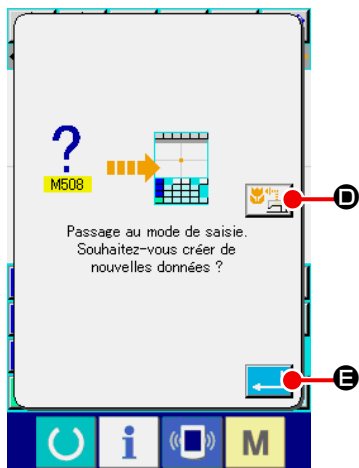 ?
M508
D
Passage au mode de saisie.
Souhaitez-vous créer de
nouvelles données ?
E
i
M